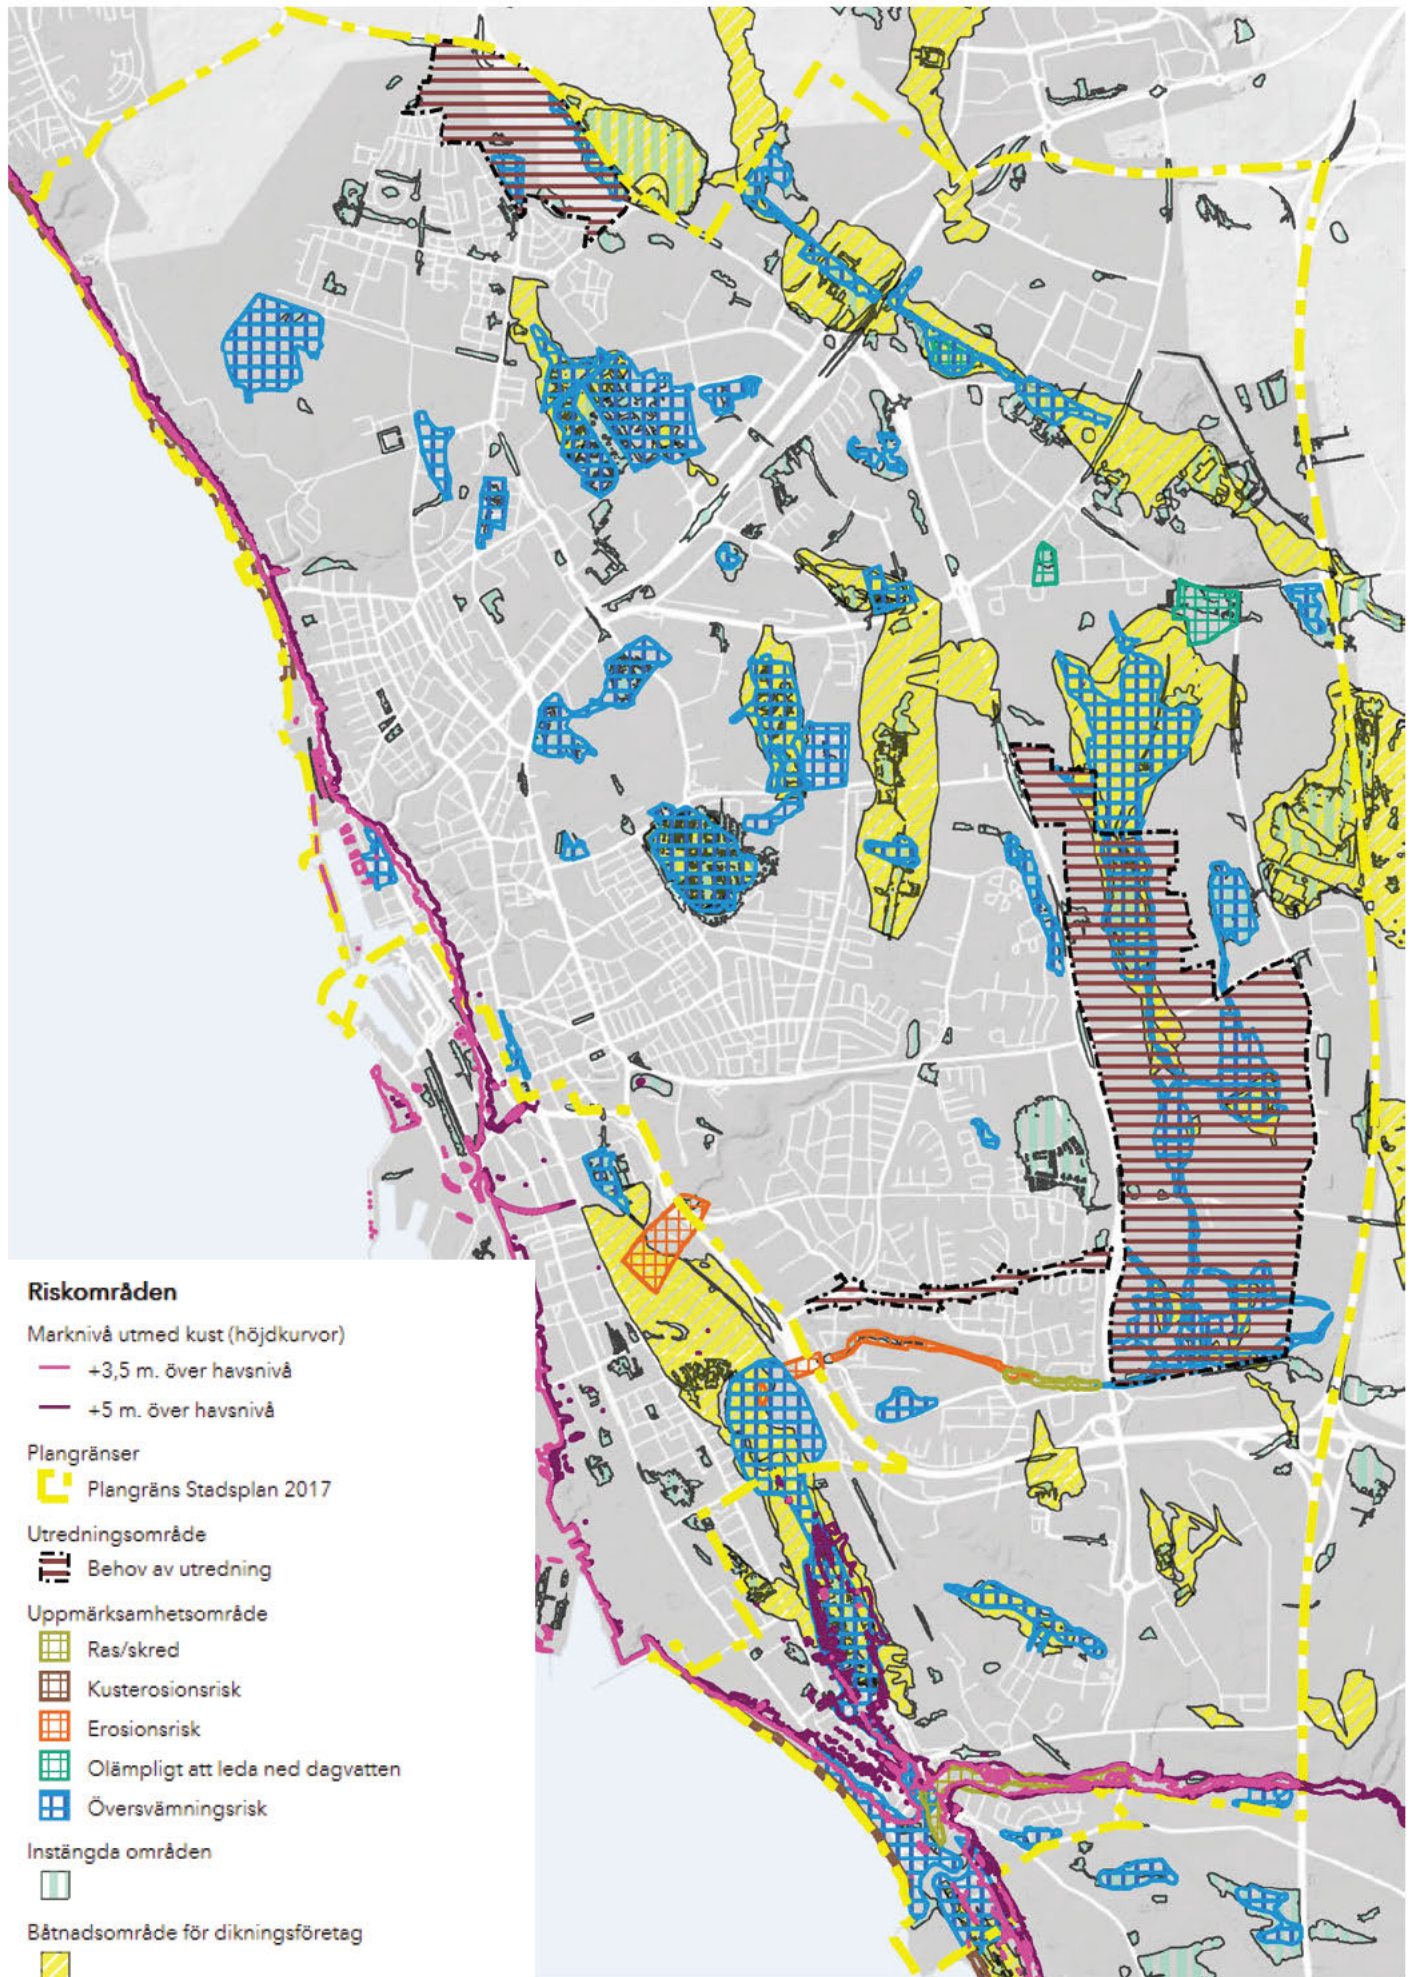 Riskområden
Marknivå utmed kust (höjdkurvor)
+3,5 m. över havsnivå
+5 m. över havsnivå
Plangränser
Plangräns Stadsplan 2017
Utredningsområde
Behov av utredning
Uppmärksamhetsområde
Ras/skred
Kusterosionsrisk
Erosionsrisk
Olämpligt att leda ned dagvatten
Översvämningsrisk
Instängda områden
Båtnadsområde för dikningsföretag